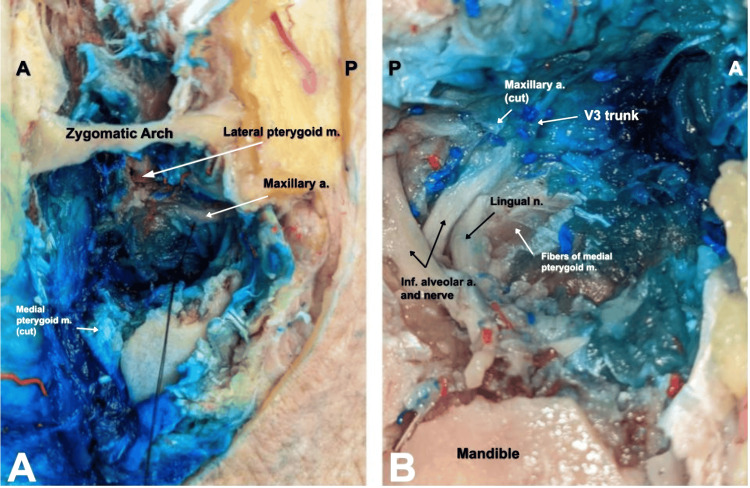 A
P
Zygomatic Arch
Lateral pterygoid m.
Maxillary a.
Medial
pterygoid m.
(cut)
A
P
A
Maxillary a.
(cut)
V3 trunk
Lingual n.
Fibers of medial
pterygoid m.
Inf. alveolar a.
and nerve
Mandible
B